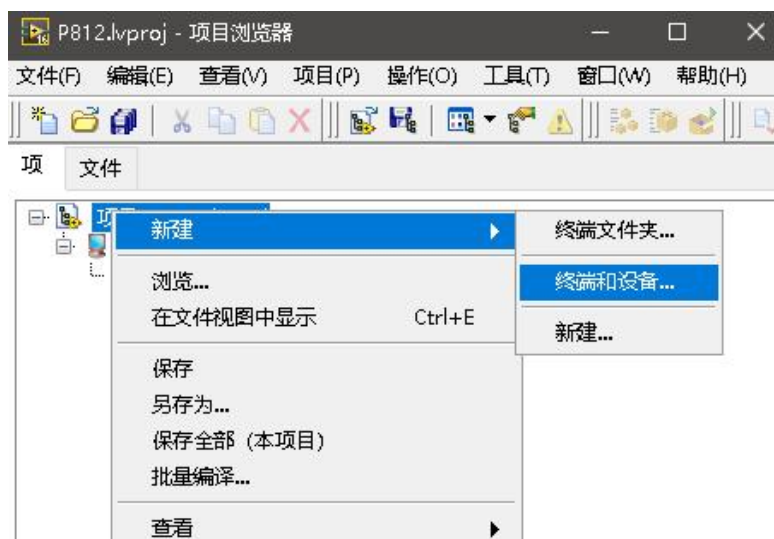 P812.lvproj - 项目浏览器
文件(F) 编辑(E) 查看(V) 项目(P) 操作(O) 工具(T) 窗口(W) 帮助(H)
项 文件
新建
终端文件夹...
浏览...
终端和设备...
在文件视图中显示 Ctrl+E
新建...
保存
另存为...
保存全部（本项目）
批量编译...
查看